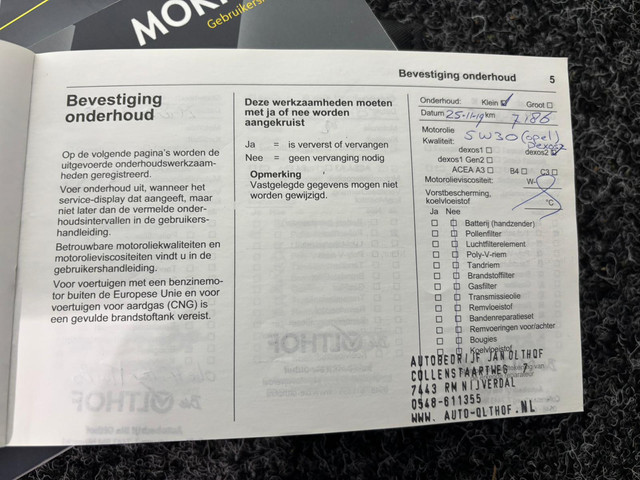 MOK
Gebruikers
Bevestiging onderhoud 5
Bevestiging
onderhoud
Op de volgende pagina's worden de
uitgevoerde onderhoudswerkzaam-
heden geregistreerd.
Voer onderhoud uit, wanneer het
service-display dat aangeeft, maar
niet later dan de vermelde onder-
houdsintervallen in de gebruikers-
handleiding.
Betrouwbare motoroliekwaliteiten en
motorolieviscositeiten vindt u in de
gebruikershandleiding.
Voor voertuigen met een benzinemo-
tor buiten de Europese Unie en voor
voertuigen voor aardgas (CNG) is
een gevulde brandstoftank vereist.
Deze werkzaamheden moeten
met ja of nee worden
aangekruist
Ja = is ververst of vervangen
Nee = geen vervanging nodig
Opmerking
Vastgelegde gegevens mogen niet
worden gewijzigd.
Onderhoud: Klein Groot
Datum 25-11-19 km 7186
Motorolie 5W30 (opel)
Kwaliteit: dexos2
dexos1 dexos2
dexos1 Gen2
ACEA A3 B4 C3
Motorolieviscositeit: W-
Vorstbescherming,
koelvloeistof °C
Ja Nee
Batterij (handzender)
Pollenfilter
Luchtfilterelement
Poly-V-riem
Tandriem
Brandstoffilter
Gasfilter
Transmissieolie
Remvloeistof
Bandenreparatieset
Remvoeringen voor/achter
Bougies
Koelvloeistof
AUTOBEDRIJF JAN OLTHOF
COLLENSTAARTWEG 7
7443 RM NIJVERDAL
0548-611355
WWW. AUTO-OLTHOF.NL